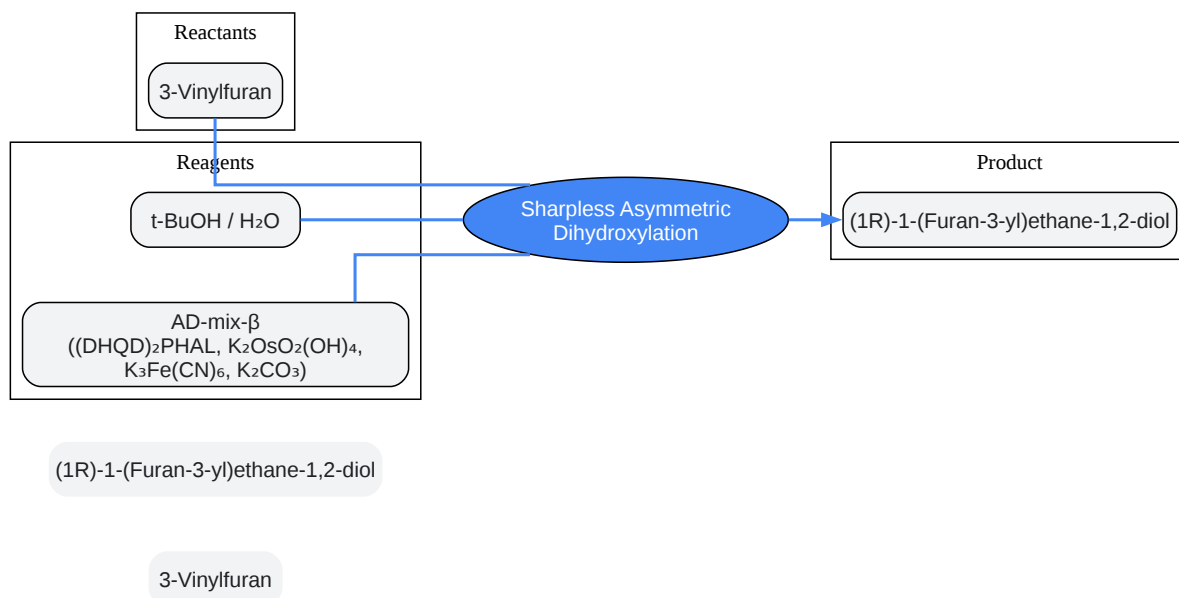 Reactants
3-Vinylfuran
Reagents
t-BuOH / H₂O
AD-mix-β
((DHQD)₂PHAL, K₂OsO₂(OH)₄,
K₃Fe(CN)₆, K₂CO₃)
Sharpless Asymmetric
Dihydroxylation
Product
(1R)-1-(Furan-3-yl)ethane-1,2-diol
(1R)-1-(Furan-3-yl)ethane-1,2-diol
3-Vinylfuran